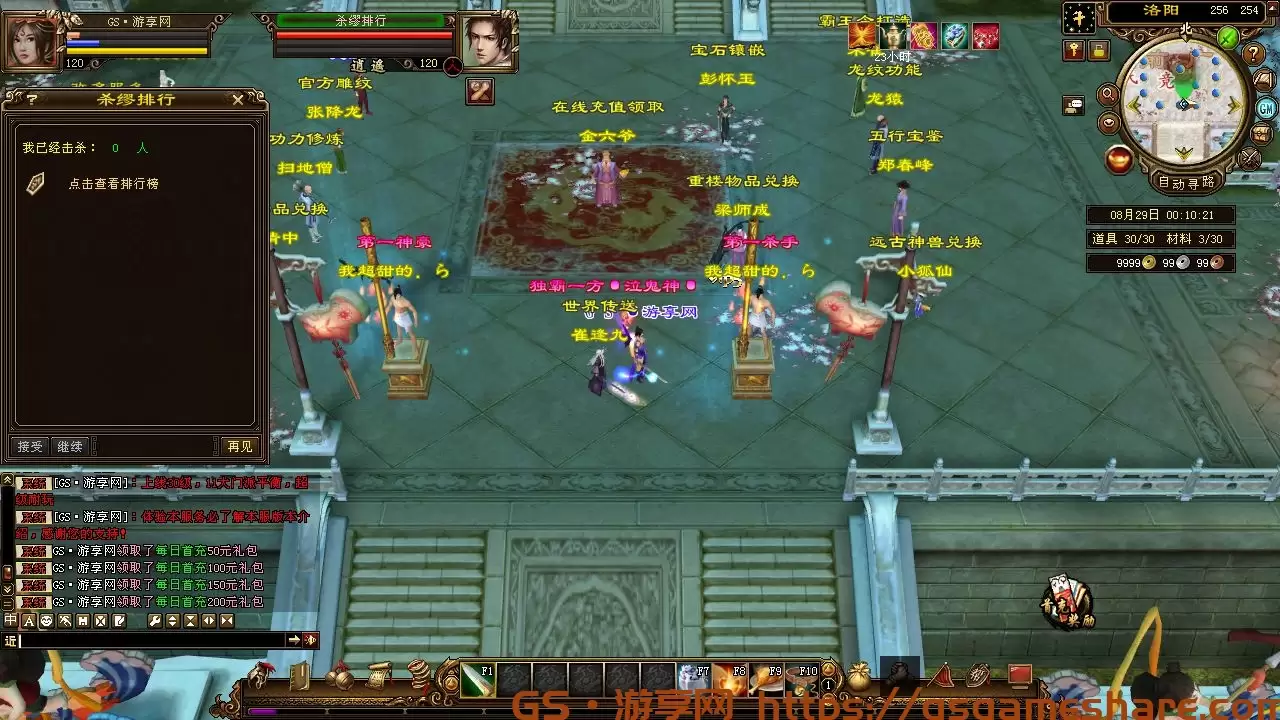 GS·游享网
120
杀缪排行
逍遥 120
杀缪排行
我已经击杀： 0 人
点击查看排行榜
接受 继续 再见
官方雕纹
张降龙
功力修炼
扫地僧
品兑换
青中
第一神豪
我超甜的．ら
在线充值领取
金六爷
宝石镶嵌
彭怀玉
重楼物品兑换
梁师成
第一杀手
我超甜的．ら
独霸一方 泣鬼神
世界传送
游享网
崔逢九
23小时
龙纹功能
龙猿
五行宝鉴
郑春峰
远古神兽兑换
小狐仙
洛阳 256 254
北
GM
自动寻路
08月29日 00:10:21
道具 30/30 材料 3/30
9999 99 99
系统 [GS·游享网]：上线50级，11大门派平衡，超
级耐玩
系统 [GS·游享网]：体验本服务必了解本服版本介
绍，感谢您的支持！
系统 GS·游享网领取了每日首充50元礼包
系统 GS·游享网领取了每日首充100元礼包
系统 GS·游享网领取了每日首充150元礼包
系统 GS·游享网领取了每日首充200元礼包
近
F1 F7 F8 F9 F10
1
首充奖励
GS·游享网 https://gsgameshare.com